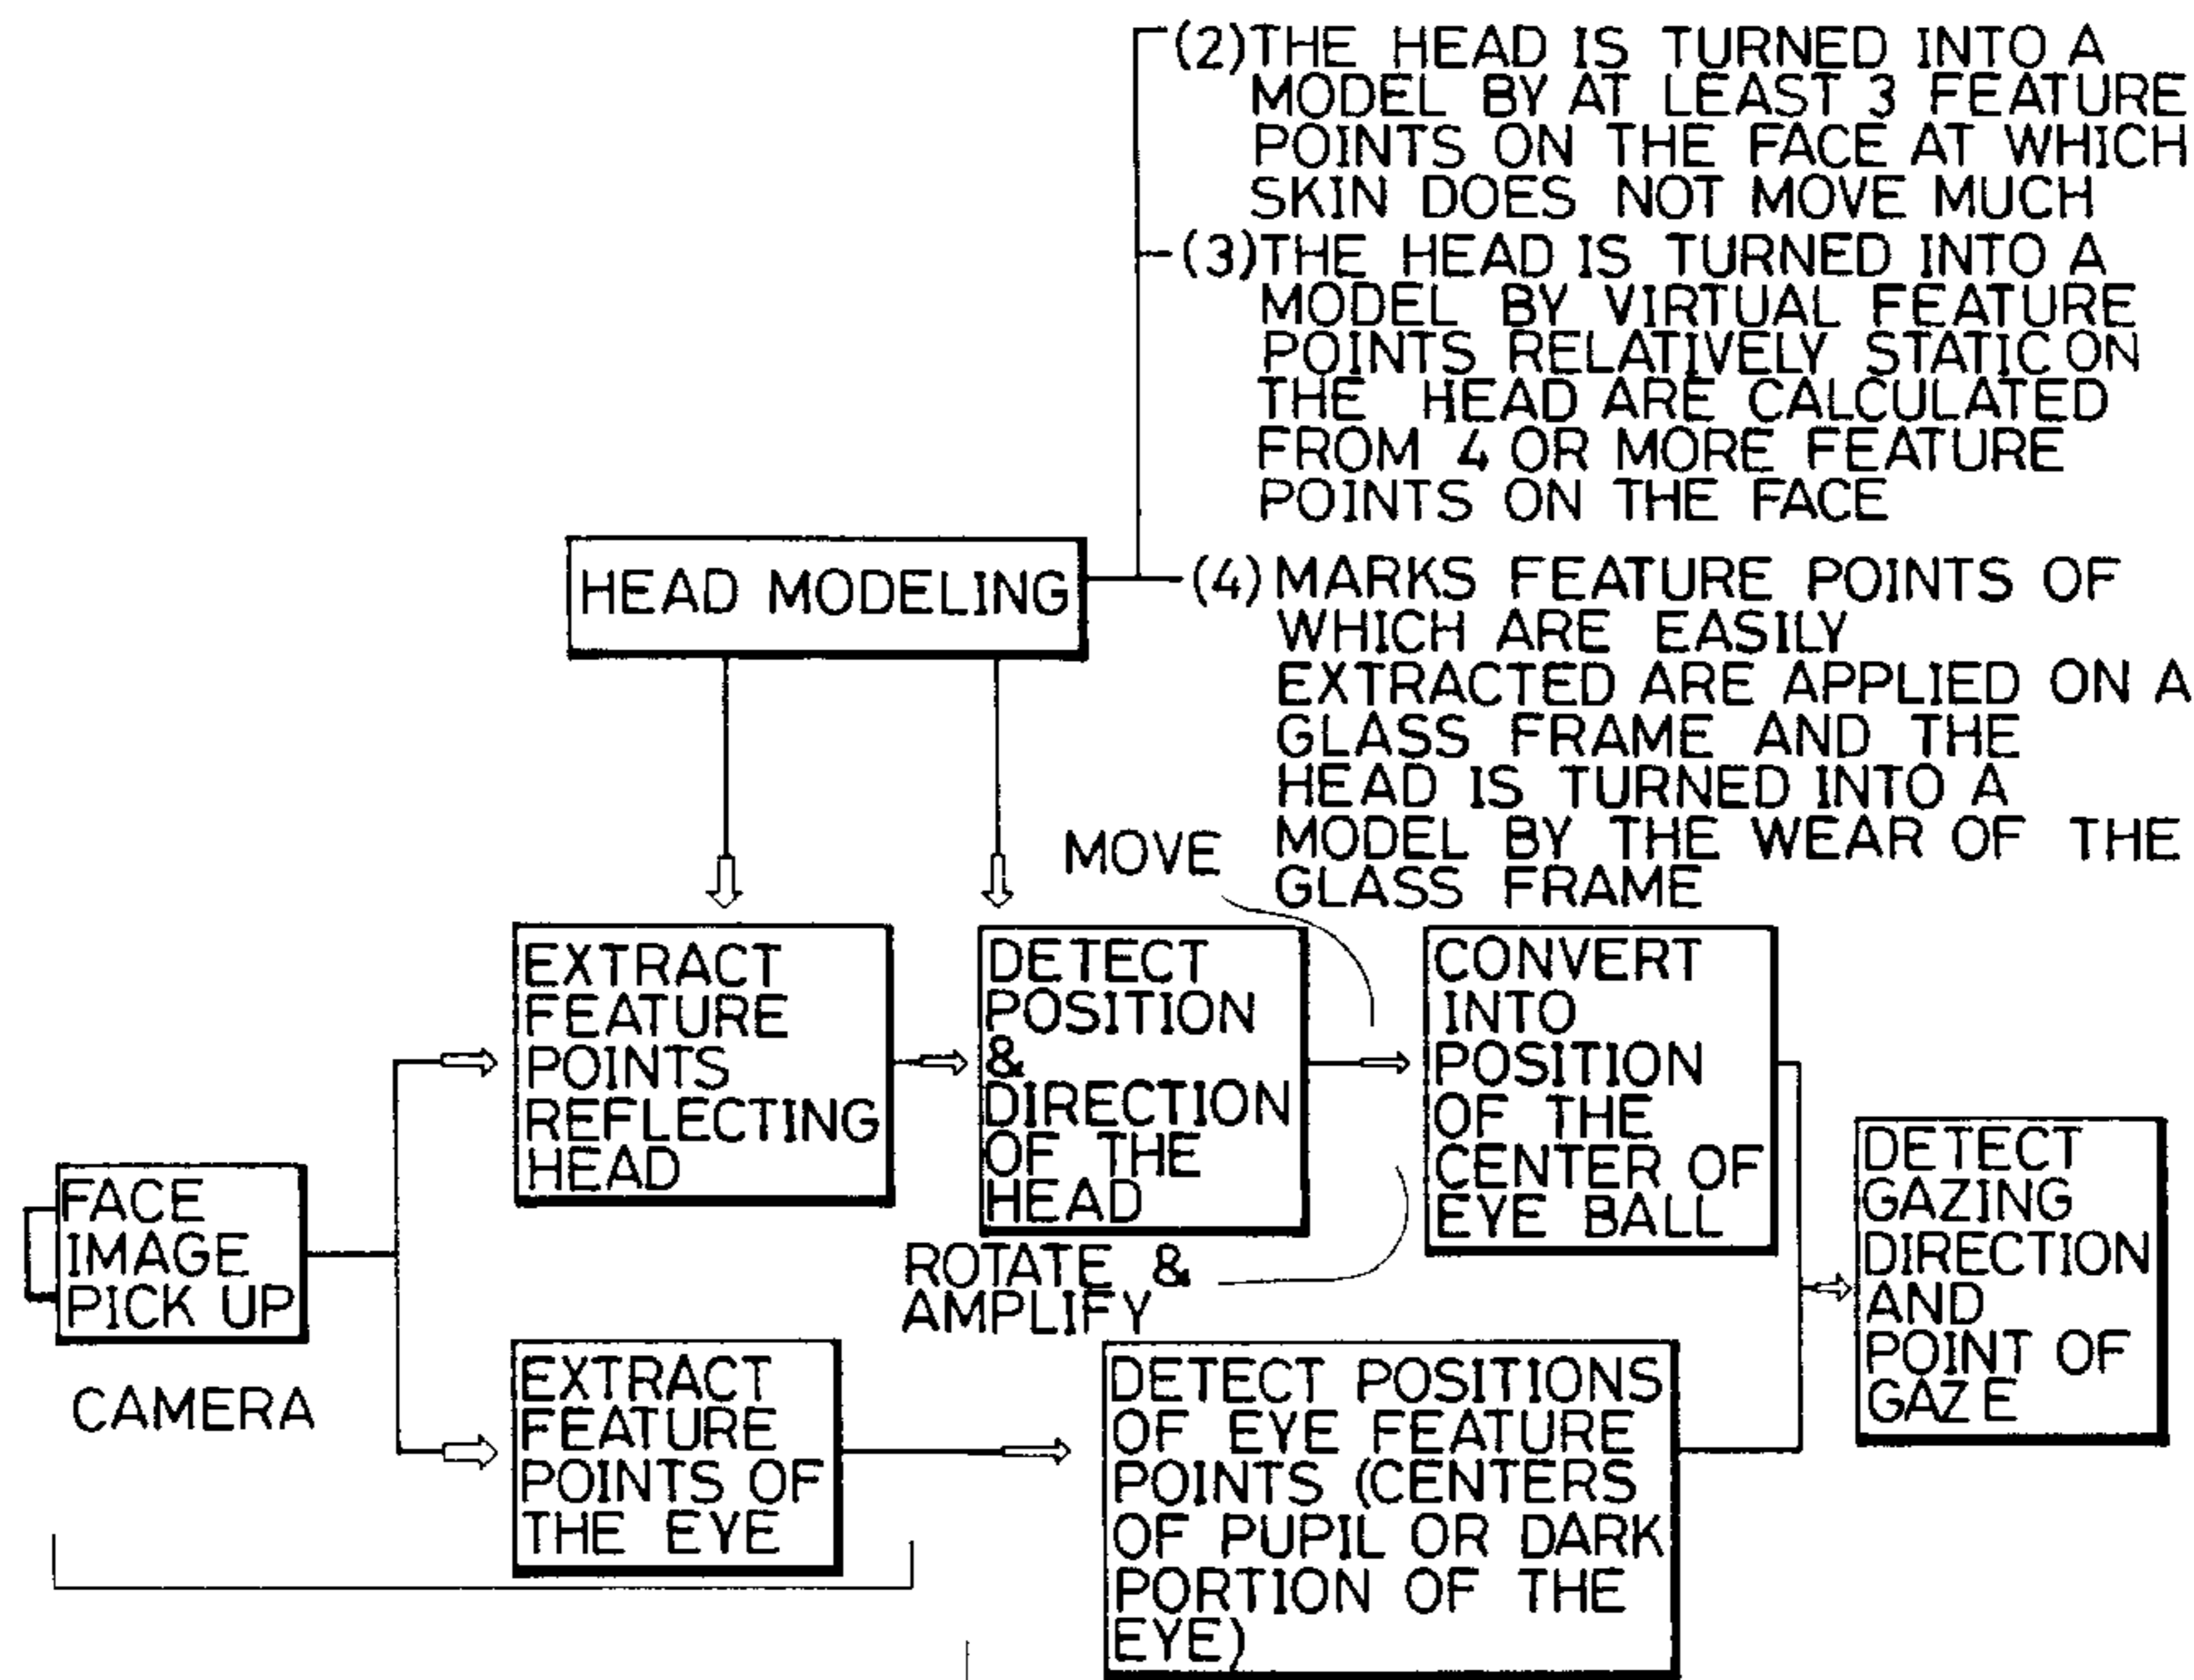 (2) THE HEAD IS TURNED INTO A
MODEL BY AT LEAST 3 FEATURE
POINTS ON THE FACE AT WHICH
SKIN DOES NOT MOVE MUCH
(3) THE HEAD IS TURNED INTO A
MODEL BY VIRTUAL FEATURE
POINTS RELATIVELY STATIC ON
THE HEAD ARE CALCULATED
FROM 4 OR MORE FEATURE
POINTS ON THE FACE
HEAD MODELING
(4) MARKS FEATURE POINTS OF
WHICH ARE EASILY
EXTRACTED ARE APPLIED ON A
GLASS FRAME AND THE
HEAD IS TURNED INTO A
MODEL BY THE WEAR OF THE
GLASS FRAME
MOVE
EXTRACT
FEATURE
POINTS
REFLECTING
HEAD
DETECT
POSITION
&
DIRECTION
OF THE
HEAD
CONVERT
INTO
POSITION
OF THE
CENTER OF
EYE BALL
FACE
IMAGE
PICK UP
CAMERA
ROTATE &
AMPLIFY
DETECT
GAZING
DIRECTION
AND
POINT OF
GAZE
EXTRACT
FEATURE
POINTS OF
THE EYE
DETECT POSITIONS
OF EYE FEATURE
POINTS (CENTERS
OF PUPIL OR DARK
PORTION OF THE
EYE)